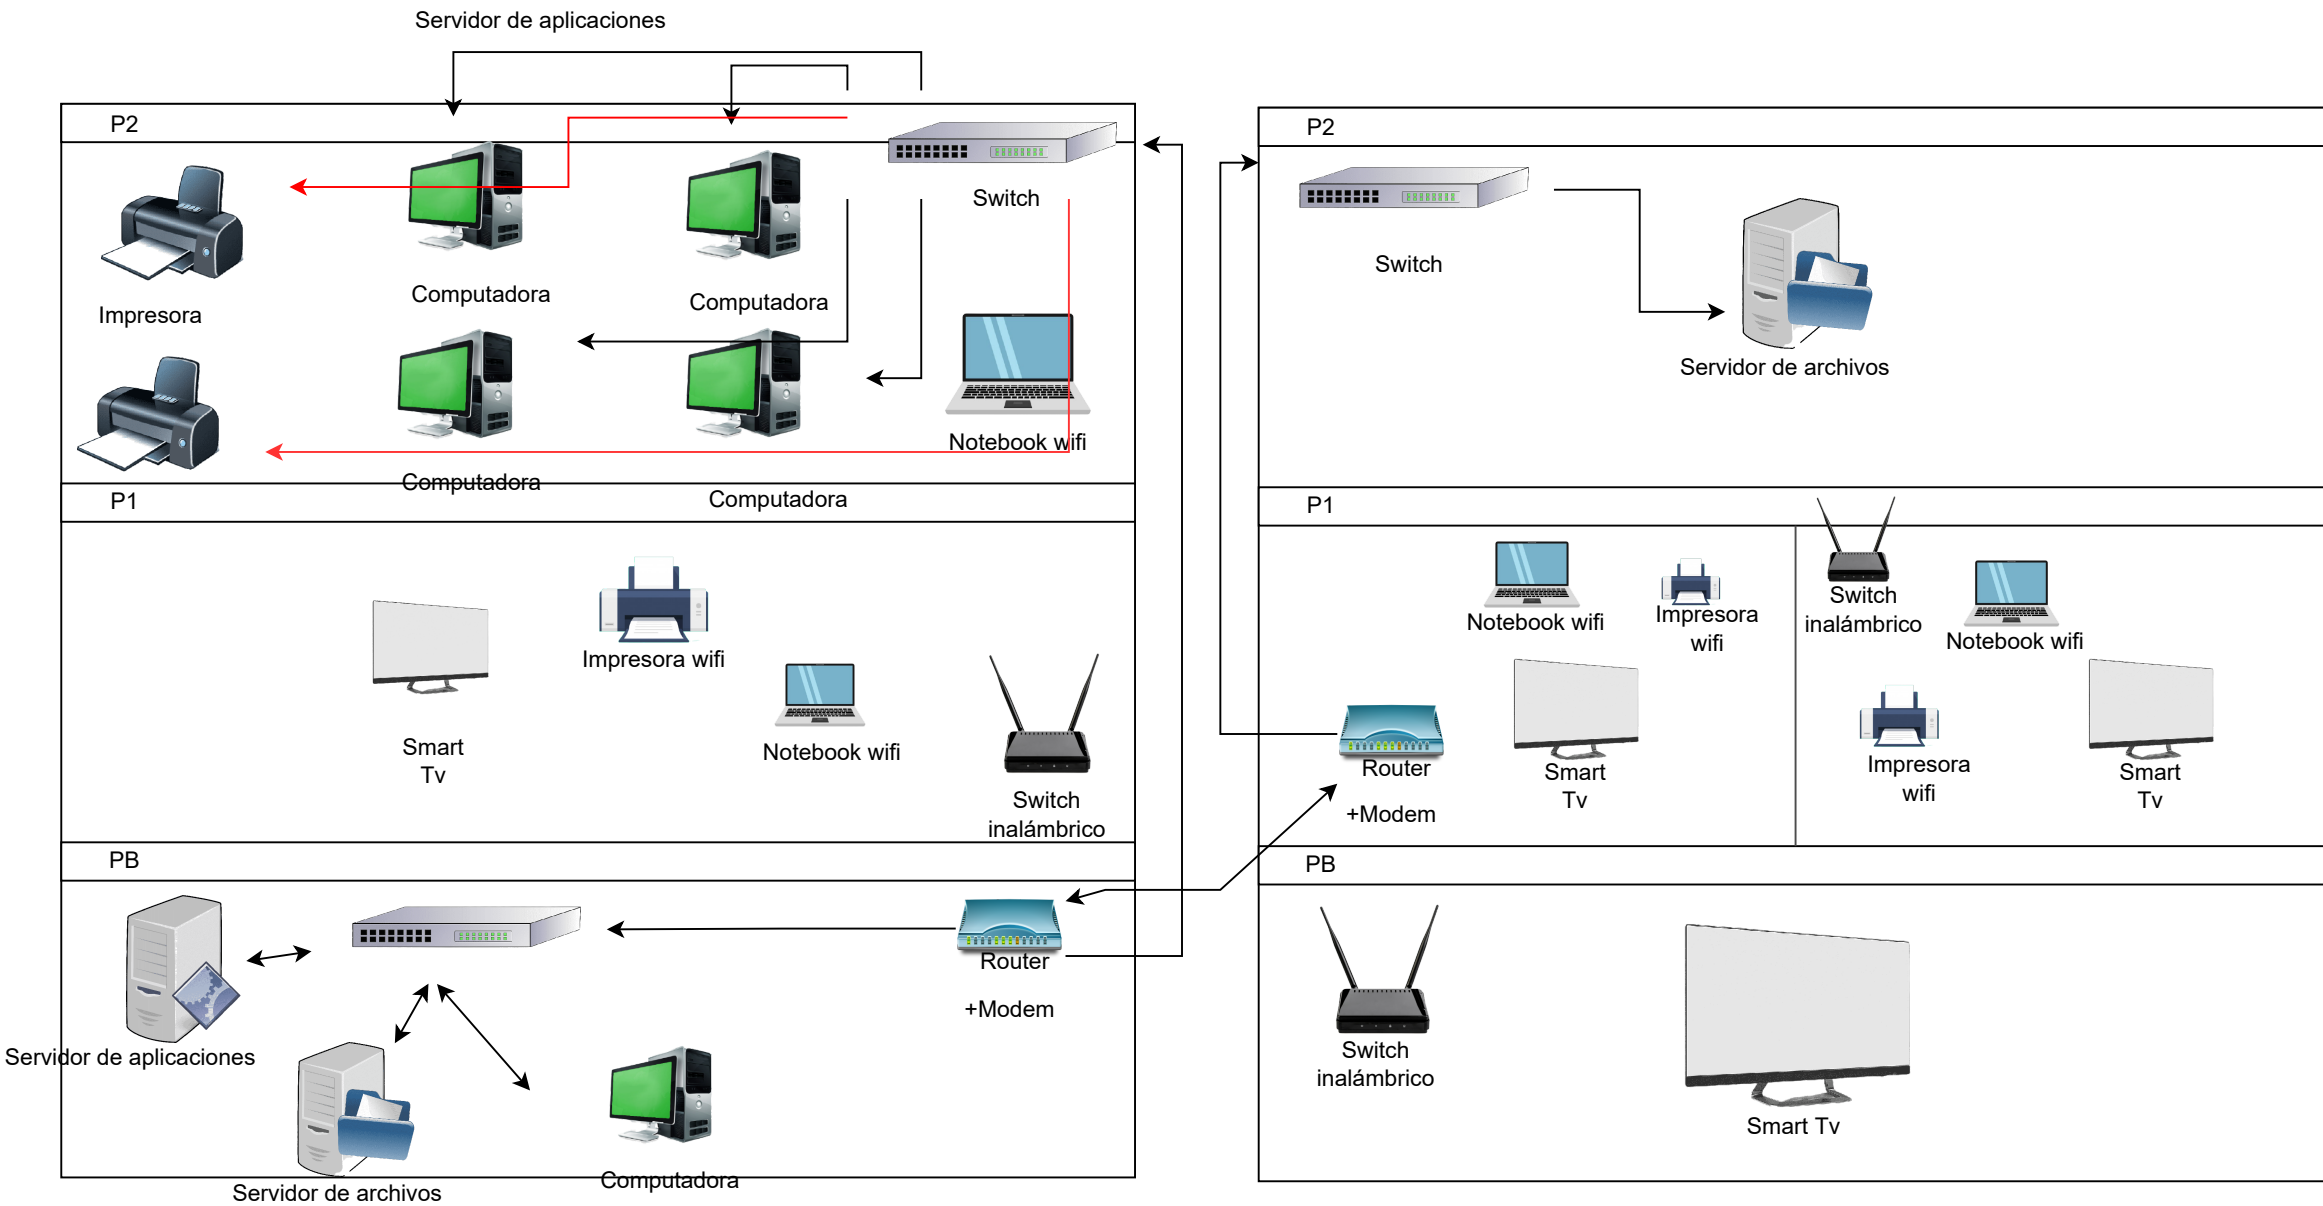 Servidor de aplicaciones
P2
Switch
Impresora
Computadora
Computadora
Notebook wifi
Computadora
Computadora
P1
Impresora wifi
Smart
Tv
Notebook wifi
Switch
inalámbrico
PB
Router
+Modem
Servidor de aplicaciones
Servidor de archivos
Computadora
P2
Switch
Servidor de archivos
P1
Notebook wifi
Impresora
wifi
Switch
inalámbrico
Notebook wifi
Router
+Modem
Smart
Tv
Impresora
wifi
Smart
Tv
PB
Switch
inalámbrico
Smart Tv